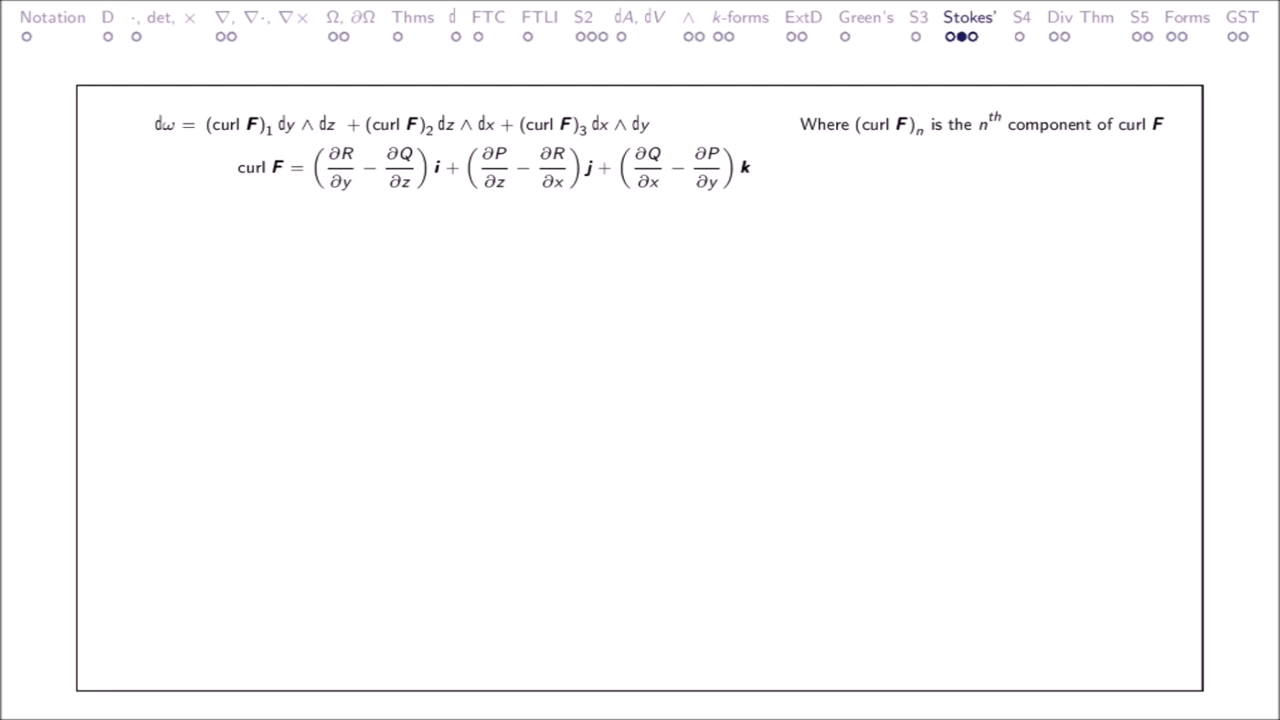 Notation D ·, det, × ∇, ∇·, ∇× Ω, ∂Ω Thms đ FTC FTLI S2 đA, đV ∧ k-forms ExtD Green's S3 Stokes' S4 Div Thm S5 Forms GST
dω = (curl F)₁ dy ∧ dz + (curl F)₂ dz ∧ dx + (curl F)₃ dx ∧ dy Where (curl F)ₙ is the nᵗʰ component of curl F
curl F = (∂R/∂y − ∂Q/∂z) i + (∂P/∂z − ∂R/∂x) j + (∂Q/∂x − ∂P/∂y) k